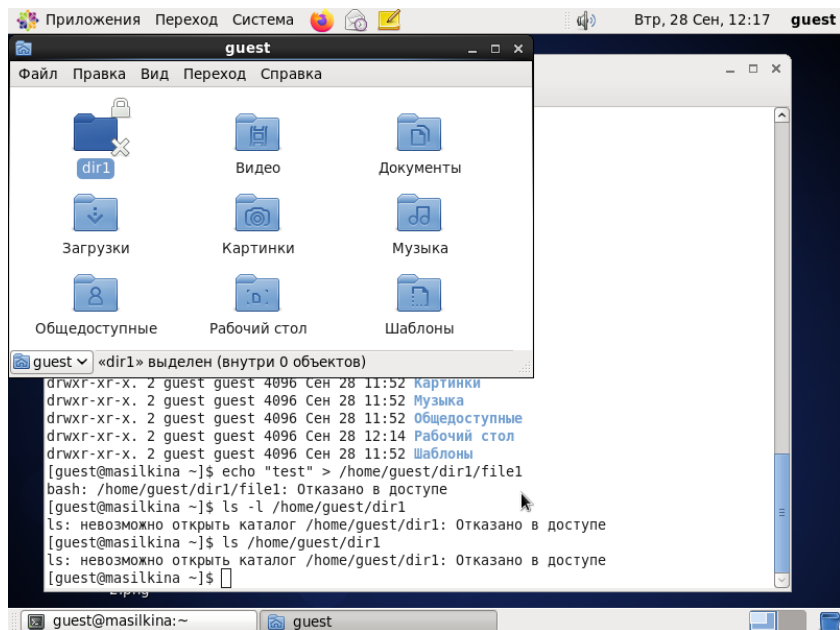 Приложения Переход Система Втр, 28 Сен, 12:17 guest
guest
Файл Правка Вид Переход Справка
dir1 Видео Документы
Загрузки Картинки Музыка
Общедоступные Рабочий стол Шаблоны
guest «dir1» выделен (внутри 0 объектов)
drwxr-xr-x. 2 guest guest 4096 Сен 28 11:52 Картинки
drwxr-xr-x. 2 guest guest 4096 Сен 28 11:52 Музыка
drwxr-xr-x. 2 guest guest 4096 Сен 28 11:52 Общедоступные
drwxr-xr-x. 2 guest guest 4096 Сен 28 12:14 Рабочий стол
drwxr-xr-x. 2 guest guest 4096 Сен 28 11:52 Шаблоны
[guest@masilkina ~]$ echo "test" > /home/guest/dir1/file1
bash: /home/guest/dir1/file1: Отказано в доступе
[guest@masilkina ~]$ ls -l /home/guest/dir1
ls: невозможно открыть каталог /home/guest/dir1: Отказано в доступе
[guest@masilkina ~]$ ls /home/guest/dir1
ls: невозможно открыть каталог /home/guest/dir1: Отказано в доступе
[guest@masilkina ~]$
guest@masilkina:~ guest